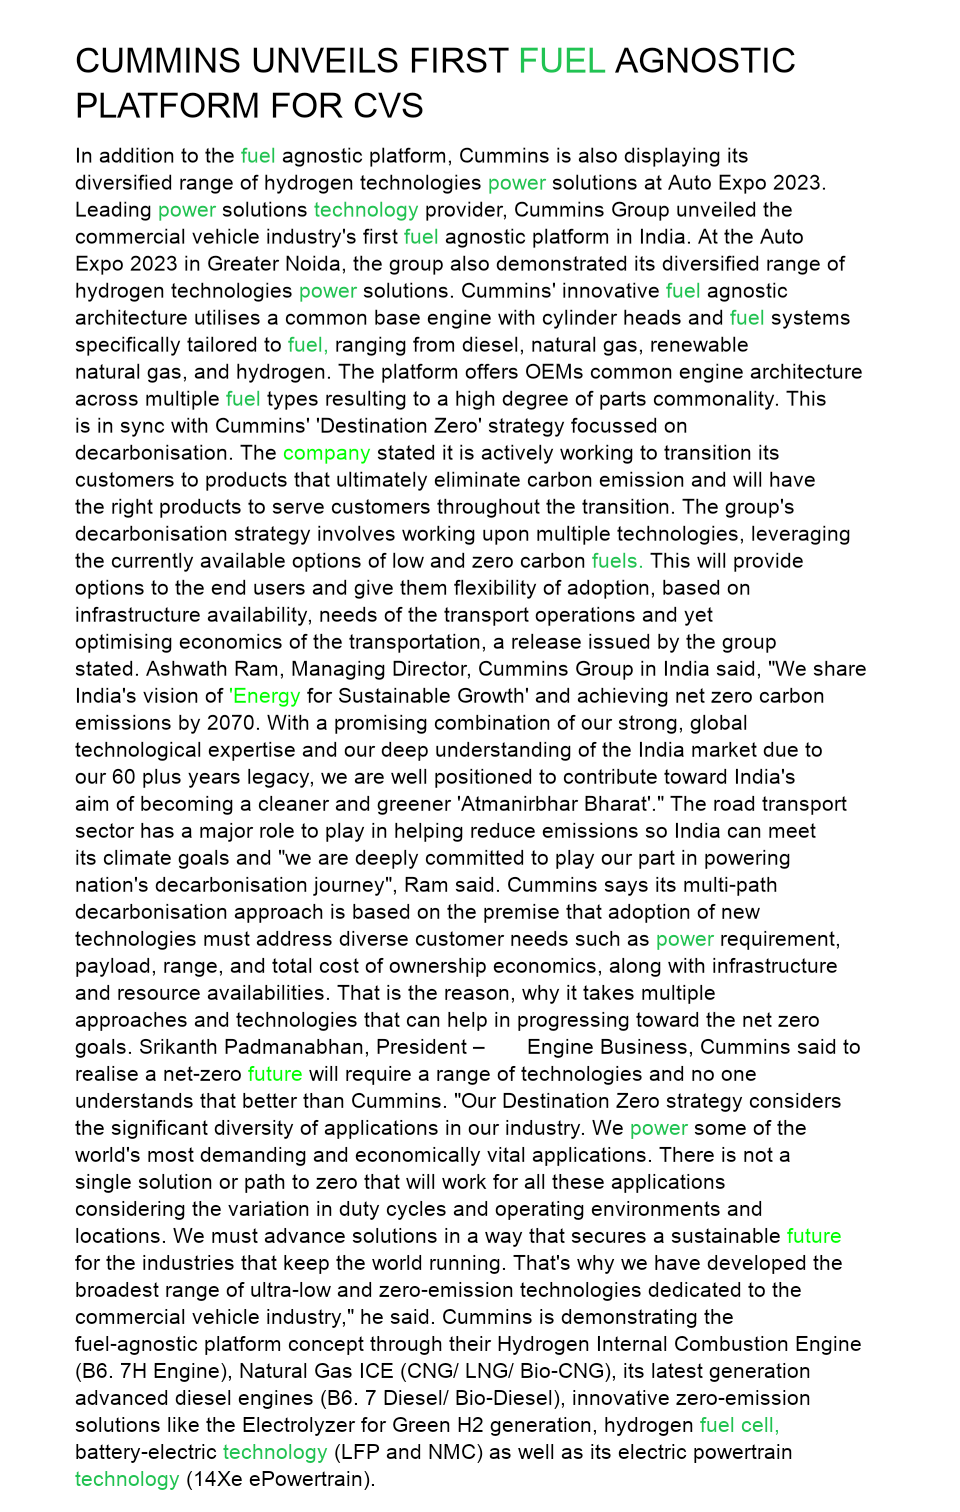 CUMMINS UNVEILS FIRST FUEL AGNOSTIC
PLATFORM FOR CVS
In addition to the fuel agnostic platform, Cummins is also displaying its
diversified range of hydrogen technologies power solutions at Auto Expo 2023.
Leading power solutions technology provider, Cummins Group unveiled the
commercial vehicle industry's first fuel agnostic platform in India. At the Auto
Expo 2023 in Greater Noida, the group also demonstrated its diversified range of
hydrogen technologies power solutions. Cummins' innovative fuel agnostic
architecture utilises a common base engine with cylinder heads and fuel systems
specifically tailored to fuel, ranging from diesel, natural gas, renewable
natural gas, and hydrogen. The platform offers OEMs common engine architecture
across multiple fuel types resulting to a high degree of parts commonality. This
is in sync with Cummins' 'Destination Zero' strategy focussed on
decarbonisation. The company stated it is actively working to transition its
customers to products that ultimately eliminate carbon emission and will have
the right products to serve customers throughout the transition. The group's
decarbonisation strategy involves working upon multiple technologies, leveraging
the currently available options of low and zero carbon fuels. This will provide
options to the end users and give them flexibility of adoption, based on
infrastructure availability, needs of the transport operations and yet
optimising economics of the transportation, a release issued by the group
stated. Ashwath Ram, Managing Director, Cummins Group in India said, "We share
India's vision of 'Energy for Sustainable Growth' and achieving net zero carbon
emissions by 2070. With a promising combination of our strong, global
technological expertise and our deep understanding of the India market due to
our 60 plus years legacy, we are well positioned to contribute toward India's
aim of becoming a cleaner and greener 'Atmanirbhar Bharat'." The road transport
sector has a major role to play in helping reduce emissions so India can meet
its climate goals and "we are deeply committed to play our part in powering
nation's decarbonisation journey", Ram said. Cummins says its multi-path
decarbonisation approach is based on the premise that adoption of new
technologies must address diverse customer needs such as power requirement,
payload, range, and total cost of ownership economics, along with infrastructure
and resource availabilities. That is the reason, why it takes multiple
approaches and technologies that can help in progressing toward the net zero
goals. Srikanth Padmanabhan, President – Engine Business, Cummins said to
realise a net-zero future will require a range of technologies and no one
understands that better than Cummins. "Our Destination Zero strategy considers
the significant diversity of applications in our industry. We power some of the
world's most demanding and economically vital applications. There is not a
single solution or path to zero that will work for all these applications
considering the variation in duty cycles and operating environments and
locations. We must advance solutions in a way that secures a sustainable future
for the industries that keep the world running. That's why we have developed the
broadest range of ultra-low and zero-emission technologies dedicated to the
commercial vehicle industry," he said. Cummins is demonstrating the
fuel-agnostic platform concept through their Hydrogen Internal Combustion Engine
(B6. 7H Engine), Natural Gas ICE (CNG/ LNG/ Bio-CNG), its latest generation
advanced diesel engines (B6. 7 Diesel/ Bio-Diesel), innovative zero-emission
solutions like the Electrolyzer for Green H2 generation, hydrogen fuel cell,
battery-electric technology (LFP and NMC) as well as its electric powertrain
technology (14Xe ePowertrain).